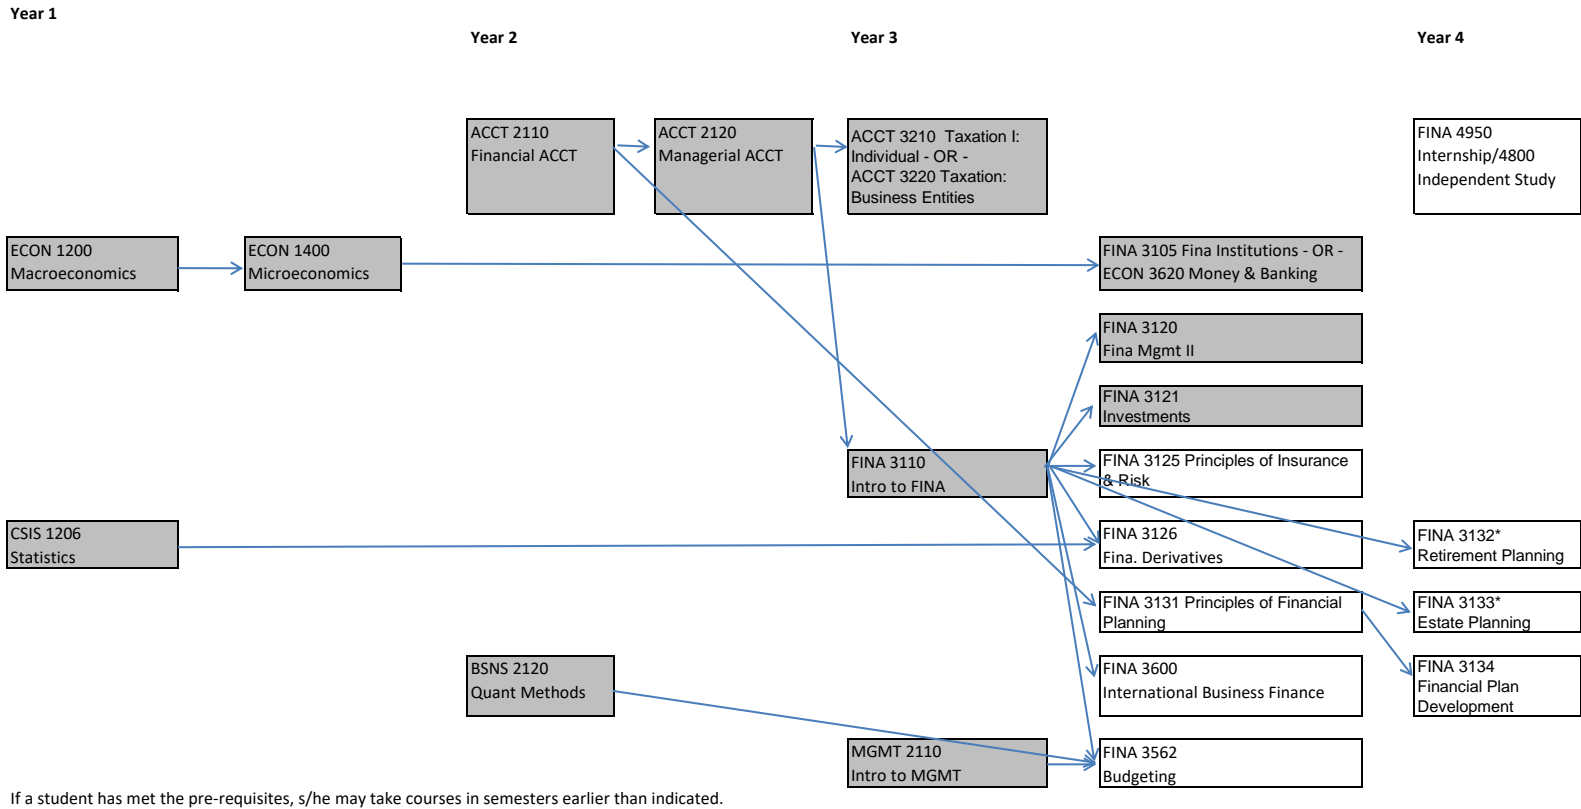 Year 1
Year 2
Year 3
Year 4
ACCT 2110
Financial ACCT
ACCT 2120
Managerial ACCT
ACCT 3210  Taxation I:
Individual - OR -
ACCT 3220 Taxation:
Business Entities
FINA 4950
Internship/4800
Independent Study
ECON 1200
Macroeconomics
ECON 1400
Microeconomics
FINA 3105 Fina Institutions - OR -
ECON 3620 Money & Banking
FINA 3120
Fina Mgmt II
FINA 3121
Investments
FINA 3110
Intro to FINA
FINA 3125 Principles of Insurance
& Risk
CSIS 1206
Statistics
FINA 3126
Fina. Derivatives
FINA 3132*
Retirement Planning
FINA 3131 Principles of Financial
Planning
FINA 3133*
Estate Planning
BSNS 2120
Quant Methods
FINA 3600
International Business Finance
FINA 3134
Financial Plan
Development
MGMT 2110
Intro to MGMT
FINA 3562
Budgeting
If a student has met the pre-requisites, s/he may take courses in semesters earlier than indicated.